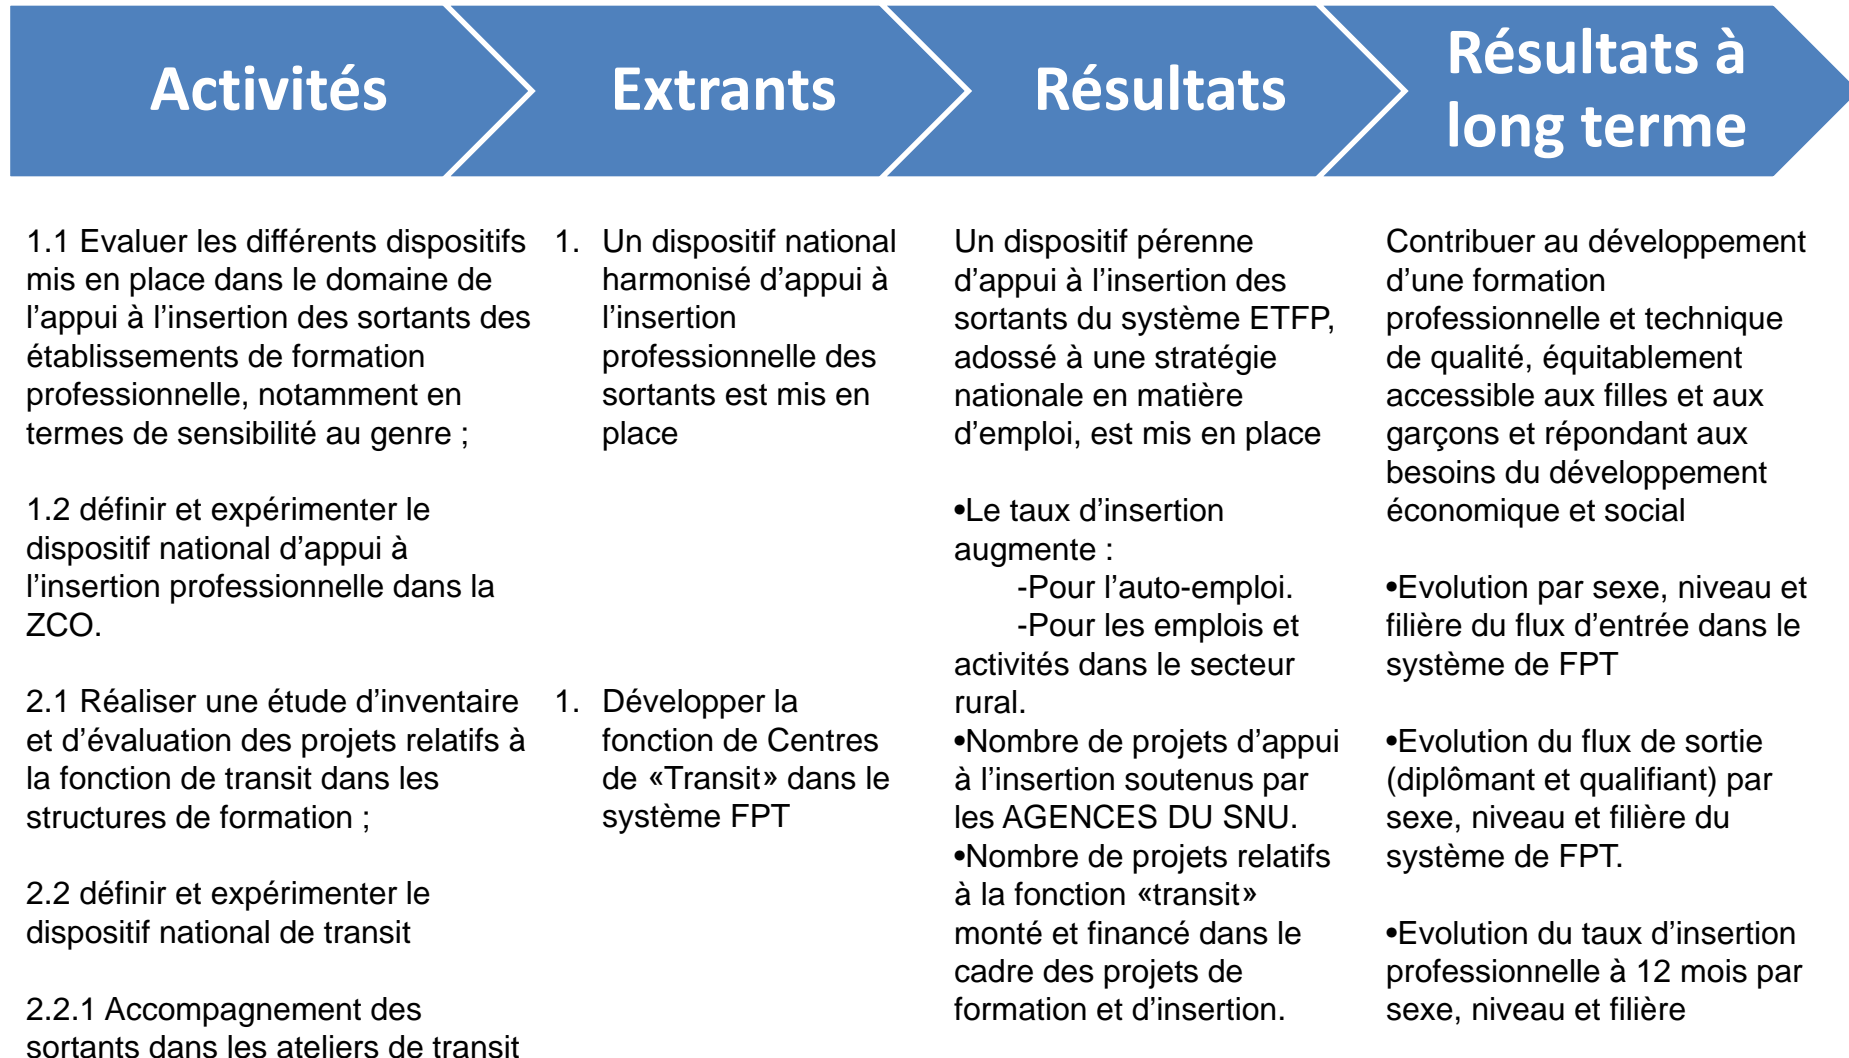 Activités
Extrants
Résultats
Résultats à
long terme
1.1 Evaluer les différents dispositifs
mis en place dans le domaine de
l’appui à l’insertion des sortants des
établissements de formation
professionnelle, notamment en
termes de sensibilité au genre ;
1.2 définir et expérimenter le
dispositif national d’appui à
l’insertion professionnelle dans la
ZCO.
2.1 Réaliser une étude d’inventaire
et d’évaluation des projets relatifs à
la fonction de transit dans les
structures de formation ;
2.2 définir et expérimenter le
dispositif national de transit
2.2.1 Accompagnement des
sortants dans les ateliers de transit
1. Un dispositif national
harmonisé d’appui à
l’insertion
professionnelle des
sortants est mis en
place
1. Développer la
fonction de Centres
de «Transit» dans le
système FPT
Un dispositif pérenne
d’appui à l’insertion des
sortants du système ETFP,
adossé à une stratégie
nationale en matière
d’emploi, est mis en place
•Le taux d’insertion
augmente :
-Pour l’auto-emploi.
-Pour les emplois et
activités dans le secteur
rural.
•Nombre de projets d’appui
à l’insertion soutenus par
les AGENCES DU SNU.
•Nombre de projets relatifs
à la fonction «transit»
monté et financé dans le
cadre des projets de
formation et d’insertion.
Contribuer au développement
d’une formation
professionnelle et technique
de qualité, équitablement
accessible aux filles et aux
garçons et répondant aux
besoins du développement
économique et social
•Evolution par sexe, niveau et
filière du flux d’entrée dans le
système de FPT
•Evolution du flux de sortie
(diplômant et qualifiant) par
sexe, niveau et filière du
système de FPT.
•Evolution du taux d’insertion
professionnelle à 12 mois par
sexe, niveau et filière